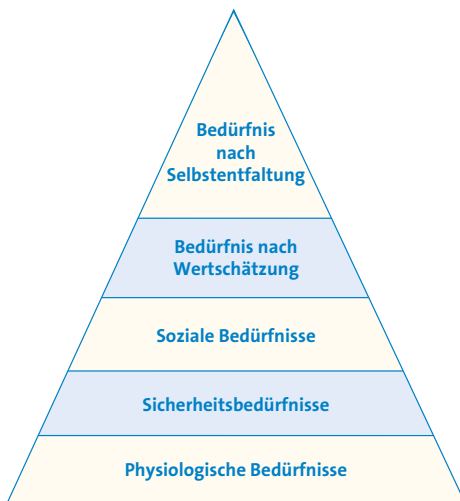 Bedürfnis
nach
Selbstentfaltung
Bedürfnis nach
Wertschätzung
Soziale Bedürfnisse
Sicherheitsbedürfnisse
Physiologische Bedürfnisse